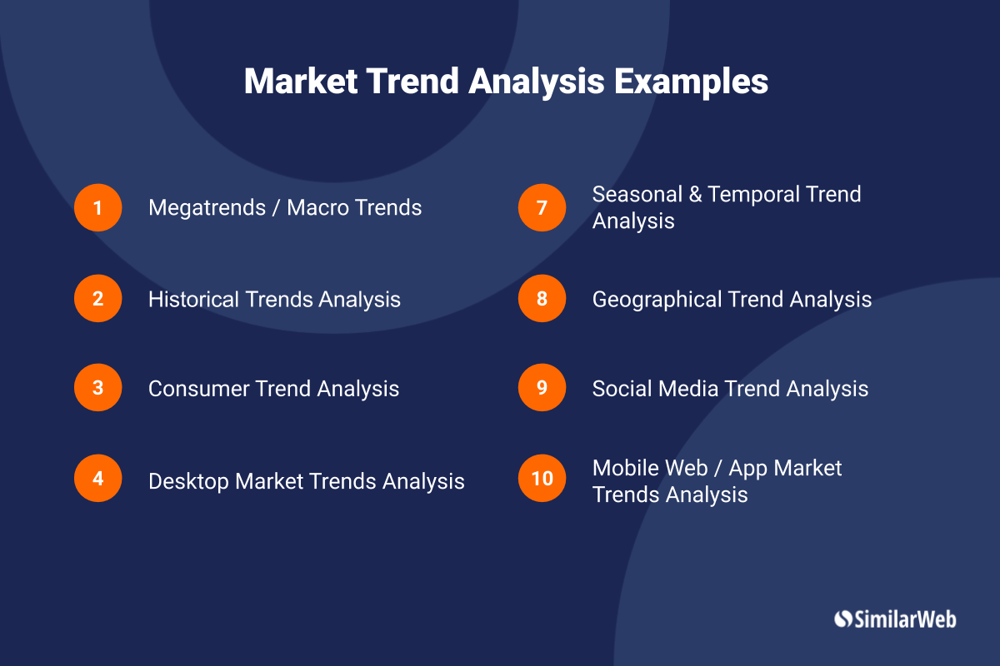 Market Trend Analysis Examples
1
Megatrends / Macro Trends
2
Historical Trends Analysis
3
Consumer Trend Analysis
4
Desktop Market Trends Analysis
7
Seasonal & Temporal Trend
Analysis
8
Geographical Trend Analysis
9
Social Media Trend Analysis
10
Mobile Web / App Market
Trends Analysis
SimilarWeb